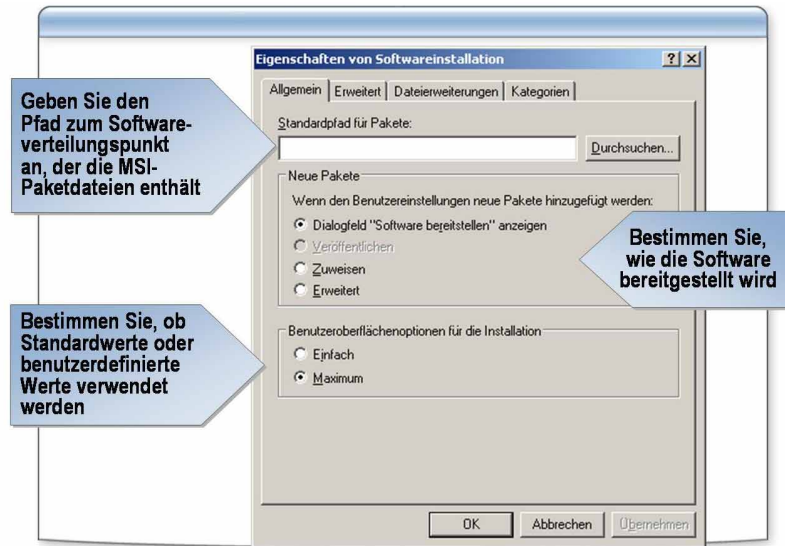 Eigenschaften von Softwareinstallation
Allgemein
Erweitert
Dateierweiterungen
Kategorien
Geben Sie den
Pfad zum Software-
verteilungspunkt
an, der die MSI-
Paketdateien enthält
Standardpfad für Pakete:
Durchsuchen...
Neue Pakete
Wenn den Benutzereinstellungen neue Pakete hinzugefügt werden:
Dialogfeld "Software bereitstellen" anzeigen
Veröffentlichen
Zuweisen
Erweitert
Bestimmen Sie,
wie die Software
bereitgestellt wird
Bestimmen Sie, ob
Standardwerte oder
benutzerdefinierte
Werte verwendet
werden
Benutzeroberflächenoptionen für die Installation
Einfach
Maximum
OK
Abbrechen
Übernehmen